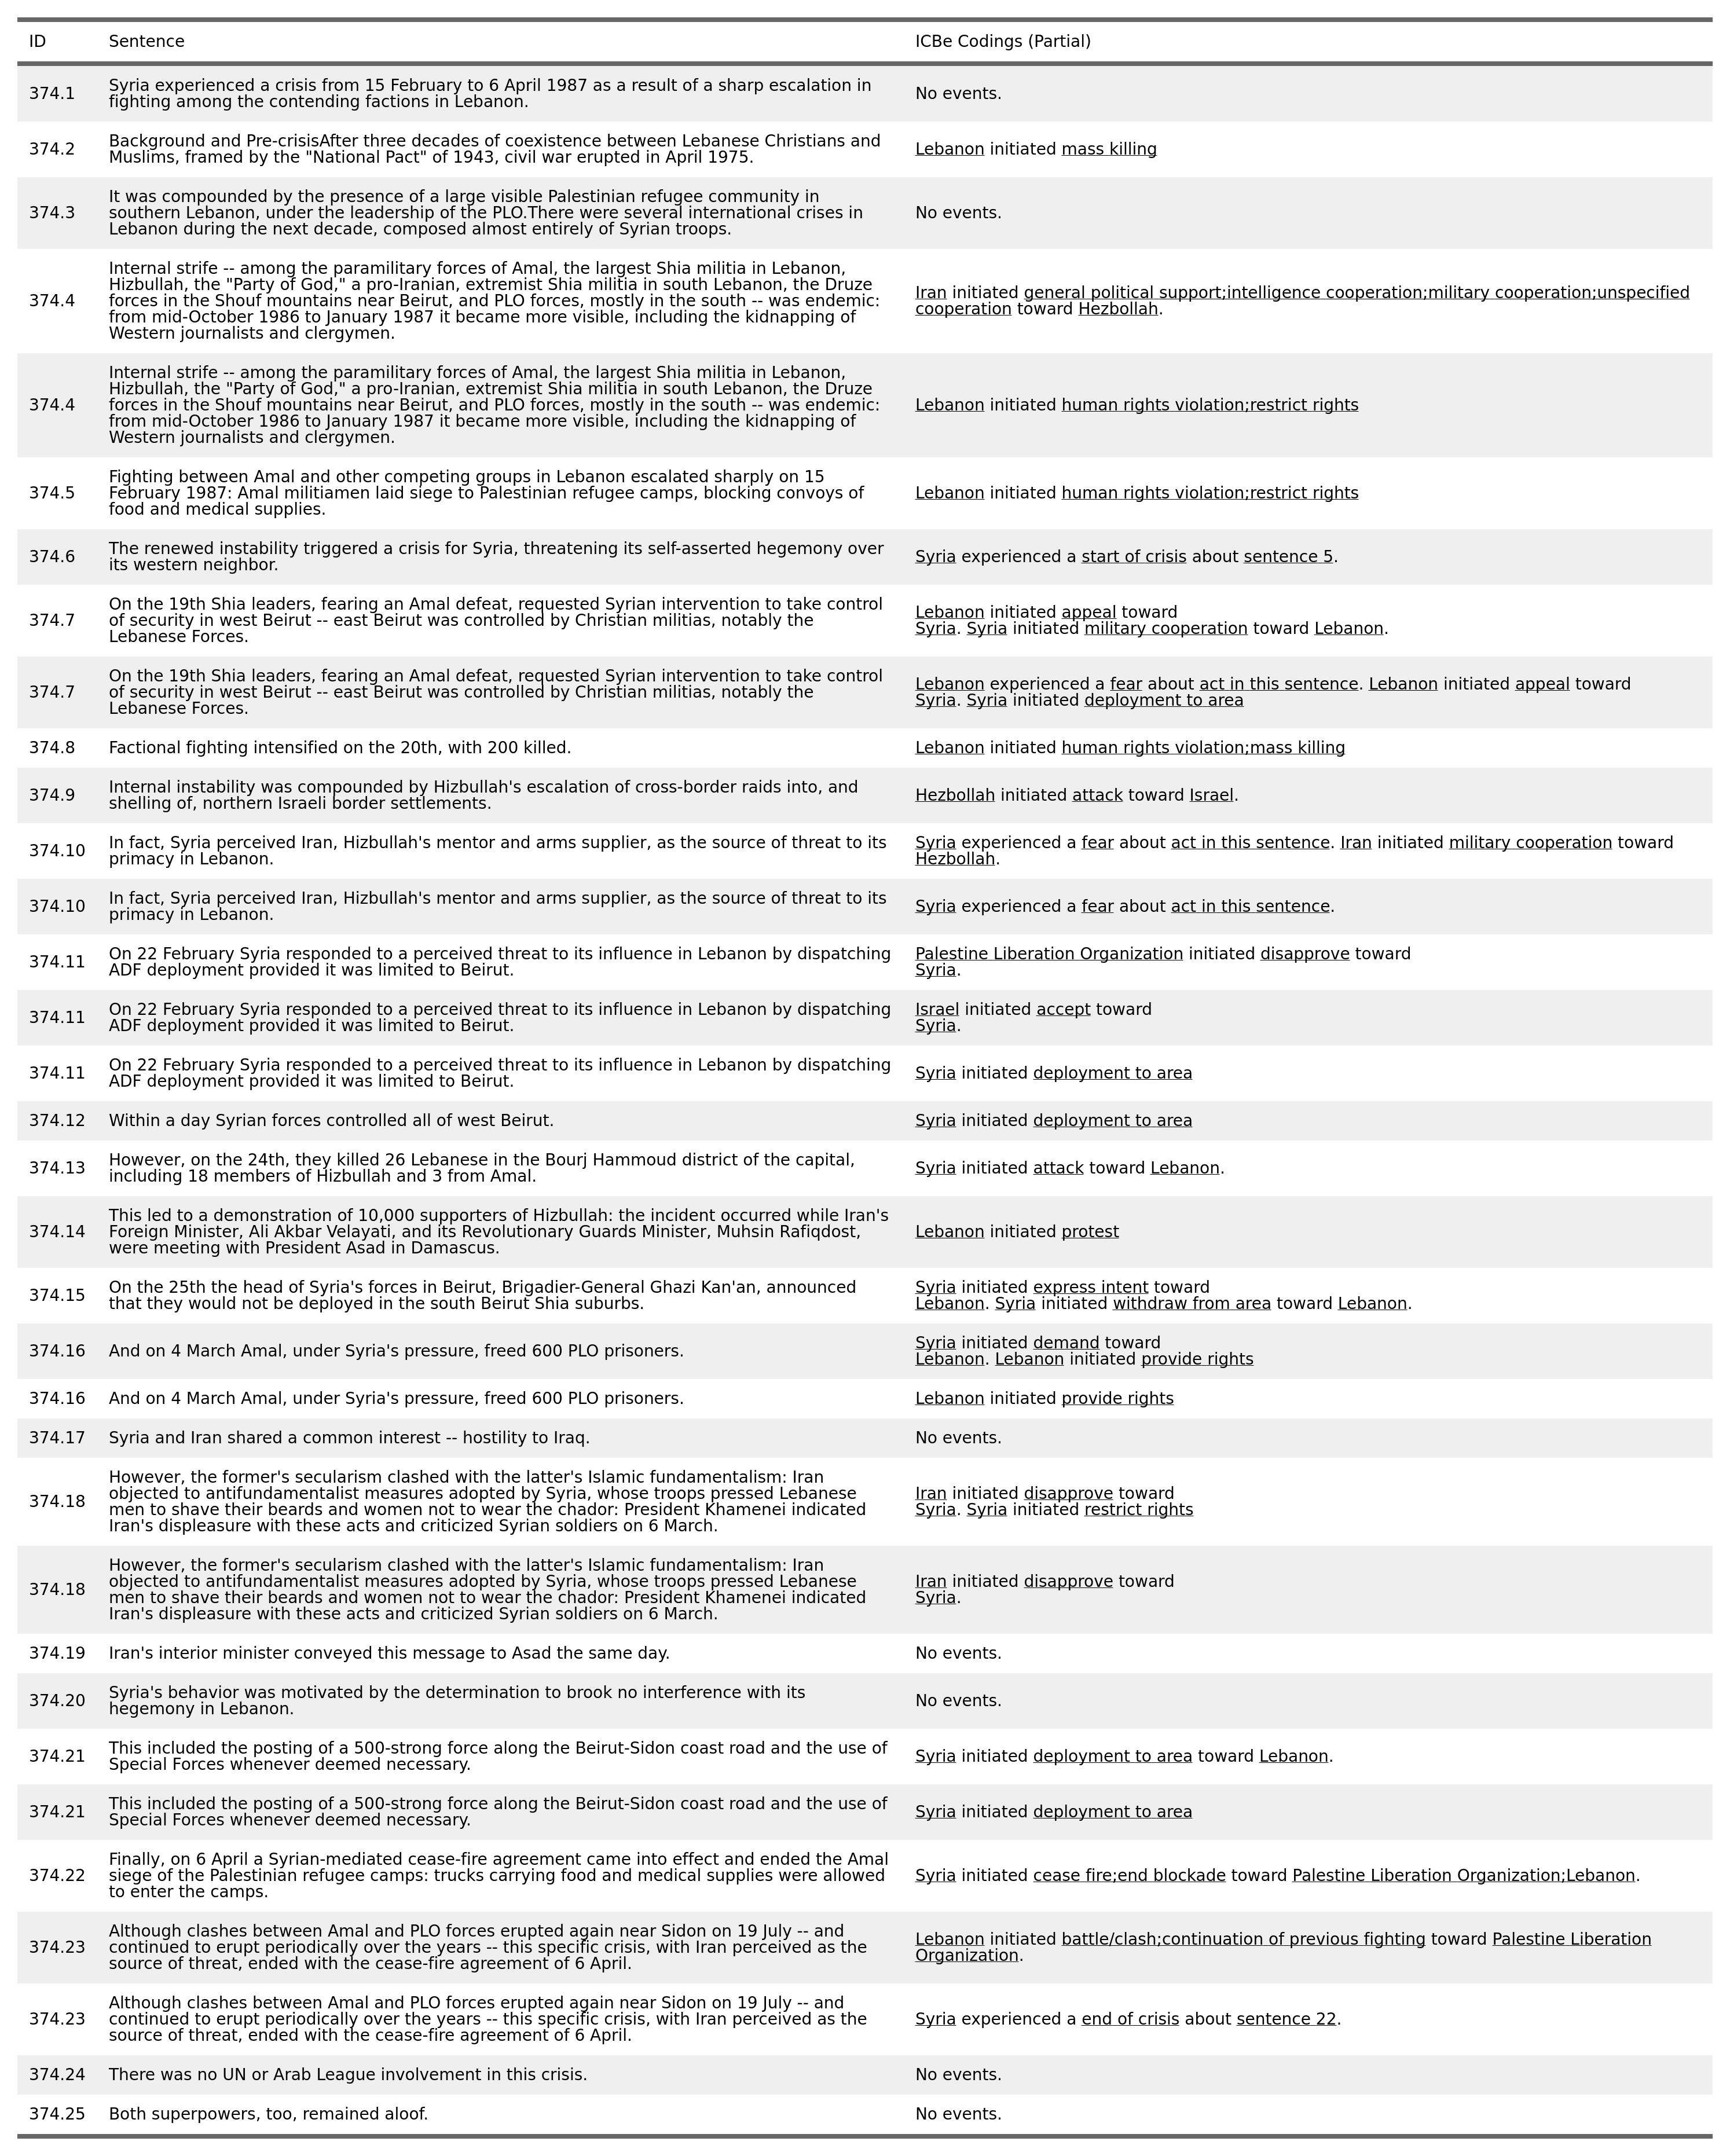 ID Sentence ICBe Codings (Partial)
374.1 Syria experienced a crisis from 15 February to 6 April 1987 as a result of a sharp escalation in
fighting among the contending factions in Lebanon. No events.
374.2 Background and Pre-crisisAfter three decades of coexistence between Lebanese Christians and
Muslims, framed by the "National Pact" of 1943, civil war erupted in April 1975. Lebanon initiated mass killing
374.3 It was compounded by the presence of a large visible Palestinian refugee community in
southern Lebanon, under the leadership of the PLO.There were several international crises in
Lebanon during the next decade, composed almost entirely of Syrian troops. No events.
374.4 Internal strife -- among the paramilitary forces of Amal, the largest Shia militia in Lebanon,
Hizbullah, the "Party of God," a pro-Iranian, extremist Shia militia in south Lebanon, the Druze
forces in the Shouf mountains near Beirut, and PLO forces, mostly in the south -- was endemic:
from mid-October 1986 to January 1987 it became more visible, including the kidnapping of
Western journalists and clergymen.
Iran initiated general political support;intelligence cooperation;military cooperation;unspecified
cooperation toward Hezbollah.
374.4 Internal strife -- among the paramilitary forces of Amal, the largest Shia militia in Lebanon,
Hizbullah, the "Party of God," a pro-Iranian, extremist Shia militia in south Lebanon, the Druze
forces in the Shouf mountains near Beirut, and PLO forces, mostly in the south -- was endemic:
from mid-October 1986 to January 1987 it became more visible, including the kidnapping of
Western journalists and clergymen.
Lebanon initiated human rights violation;restrict rights
374.5 Fighting between Amal and other competing groups in Lebanon escalated sharply on 15
February 1987: Amal militiamen laid siege to Palestinian refugee camps, blocking convoys of
food and medical supplies.
Lebanon initiated human rights violation;restrict rights
374.6 The renewed instability triggered a crisis for Syria, threatening its self-asserted hegemony over
its western neighbor.
Syria experienced a start of crisis about sentence 5.
374.7 On the 19th Shia leaders, fearing an Amal defeat, requested Syrian intervention to take control
of security in west Beirut -- east Beirut was controlled by Christian militias, notably the
Lebanese Forces.
Lebanon initiated appeal toward
Syria. Syria initiated military cooperation toward Lebanon.
374.7 On the 19th Shia leaders, fearing an Amal defeat, requested Syrian intervention to take control
of security in west Beirut -- east Beirut was controlled by Christian militias, notably the
Lebanese Forces.
Lebanon experienced a fear about act in this sentence. Lebanon initiated appeal toward
Syria. Syria initiated deployment to area
374.8 Factional fighting intensified on the 20th, with 200 killed. Lebanon initiated human rights violation;mass killing
374.9 Internal instability was compounded by Hizbullah's escalation of cross-border raids into, and
shelling of, northern Israeli border settlements.
Hezbollah initiated attack toward Israel.
374.10 In fact, Syria perceived Iran, Hizbullah's mentor and arms supplier, as the source of threat to its
primacy in Lebanon.
Syria experienced a fear about act in this sentence. Iran initiated military cooperation toward
Hezbollah.
374.10 In fact, Syria perceived Iran, Hizbullah's mentor and arms supplier, as the source of threat to its
primacy in Lebanon.
Syria experienced a fear about act in this sentence.
374.11 On 22 February Syria responded to a perceived threat to its influence in Lebanon by dispatching
ADF deployment provided it was limited to Beirut.
Palestine Liberation Organization initiated disapprove toward
Syria.
374.11 On 22 February Syria responded to a perceived threat to its influence in Lebanon by dispatching
ADF deployment provided it was limited to Beirut.
Israel initiated accept toward
Syria.
374.11 On 22 February Syria responded to a perceived threat to its influence in Lebanon by dispatching
ADF deployment provided it was limited to Beirut.
Syria initiated deployment to area
374.12 Within a day Syrian forces controlled all of west Beirut. Syria initiated deployment to area
374.13 However, on the 24th, they killed 26 Lebanese in the Bourj Hammoud district of the capital,
including 18 members of Hizbullah and 3 from Amal.
Syria initiated attack toward Lebanon.
374.14 This led to a demonstration of 10,000 supporters of Hizbullah: the incident occurred while Iran's
Foreign Minister, Ali Akbar Velayati, and its Revolutionary Guards Minister, Muhsin Rafiqdost,
were meeting with President Asad in Damascus.
Lebanon initiated protest
374.15 On the 25th the head of Syria's forces in Beirut, Brigadier-General Ghazi Kan'an, announced
that they would not be deployed in the south Beirut Shia suburbs.
Syria initiated express intent toward
Lebanon. Syria initiated withdraw from area toward Lebanon.
374.16 And on 4 March Amal, under Syria's pressure, freed 600 PLO prisoners.
Syria initiated demand toward
Lebanon. Lebanon initiated provide rights
374.16 And on 4 March Amal, under Syria's pressure, freed 600 PLO prisoners. Lebanon initiated provide rights
374.17 Syria and Iran shared a common interest -- hostility to Iraq. No events.
374.18 However, the former's secularism clashed with the latter's Islamic fundamentalism: Iran
objected to antifundamentalist measures adopted by Syria, whose troops pressed Lebanese
men to shave their beards and women not to wear the chador: President Khamenei indicated
Iran's displeasure with these acts and criticized Syrian soldiers on 6 March.
Iran initiated disapprove toward
Syria. Syria initiated restrict rights
374.18 However, the former's secularism clashed with the latter's Islamic fundamentalism: Iran
objected to antifundamentalist measures adopted by Syria, whose troops pressed Lebanese
men to shave their beards and women not to wear the chador: President Khamenei indicated
Iran's displeasure with these acts and criticized Syrian soldiers on 6 March.
Iran initiated disapprove toward
Syria.
374.19 Iran's interior minister conveyed this message to Asad the same day. No events.
374.20 Syria's behavior was motivated by the determination to brook no interference with its
hegemony in Lebanon.
No events.
374.21 This included the posting of a 500-strong force along the Beirut-Sidon coast road and the use of
Special Forces whenever deemed necessary.
Syria initiated deployment to area toward Lebanon.
374.21 This included the posting of a 500-strong force along the Beirut-Sidon coast road and the use of
Special Forces whenever deemed necessary.
Syria initiated deployment to area
374.22 Finally, on 6 April a Syrian-mediated cease-fire agreement came into effect and ended the Amal
siege of the Palestinian refugee camps: trucks carrying food and medical supplies were allowed
to enter the camps.
Syria initiated cease fire;end blockade toward Palestine Liberation Organization;Lebanon.
374.23 Although clashes between Amal and PLO forces erupted again near Sidon on 19 July -- and
continued to erupt periodically over the years -- this specific crisis, with Iran perceived as the
source of threat, ended with the cease-fire agreement of 6 April.
Lebanon initiated battle/clash;continuation of previous fighting toward Palestine Liberation
Organization.
374.23 Although clashes between Amal and PLO forces erupted again near Sidon on 19 July -- and
continued to erupt periodically over the years -- this specific crisis, with Iran perceived as the
source of threat, ended with the cease-fire agreement of 6 April.
Syria experienced a end of crisis about sentence 22.
374.24 There was no UN or Arab League involvement in this crisis. No events.
374.25 Both superpowers, too, remained aloof. No events.